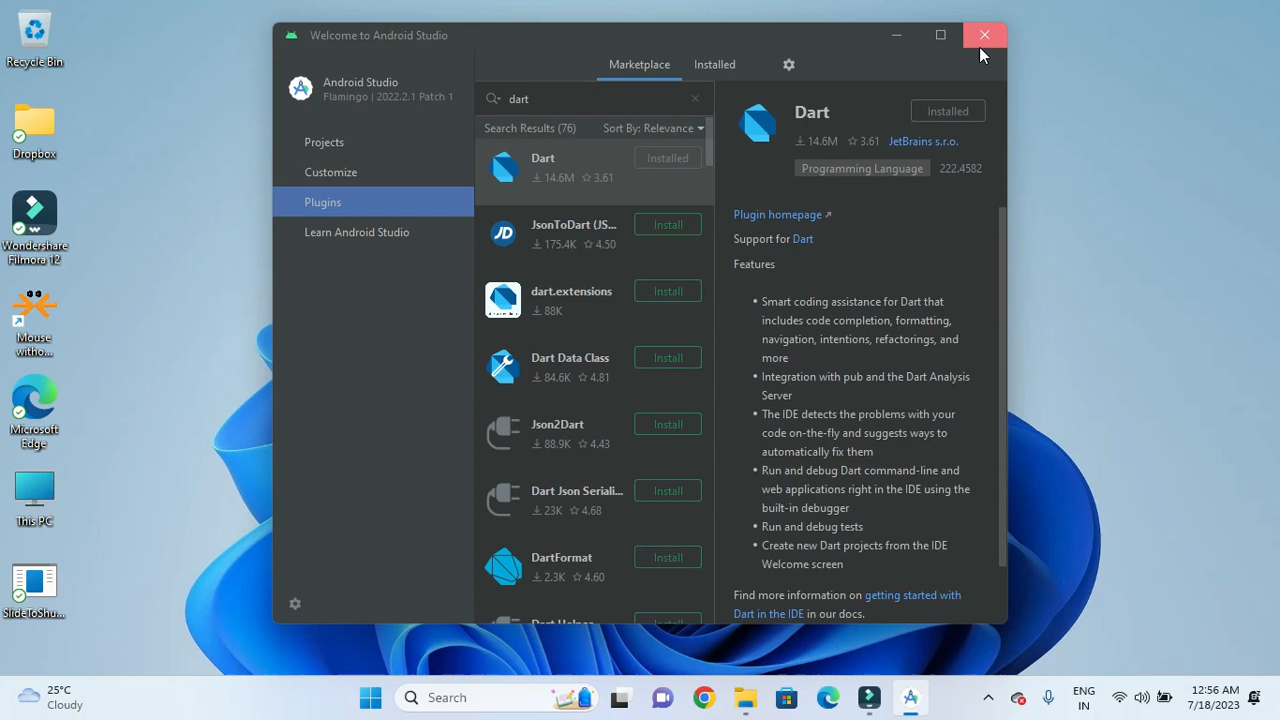 Recycle Bin
Dropbox
Wondershare
Filmora 12
Mouse
witho...
Microsoft
Edge
This PC
SlideToShu...
Welcome to Android Studio
Android Studio
Flamingo | 2022.2.1 Patch 1
Projects
Customize
Plugins
Learn Android Studio
Marketplace
Installed
dart
Search Results (76)
Sort By: Relevance
Dart
Installed
14.6M 3.61
JsonToDart (JS...
Install
175.4K 4.50
dart.extensions
Install
88K
Dart Data Class
Install
84.6K 4.81
Json2Dart
Install
88.9K 4.43
Dart Json Seriali...
Install
23K 4.68
DartFormat
Install
2.3K 4.60
Dart Helper
Install
Dart
Installed
14.6M 3.61 JetBrains s.r.o.
Programming Language 222.4582
Plugin homepage ↗
Support for Dart
Features
• Smart coding assistance for Dart that
includes code completion, formatting,
navigation, intentions, refactorings, and
more
• Integration with pub and the Dart Analysis
Server
• The IDE detects the problems with your
code on-the-fly and suggests ways to
automatically fix them
• Run and debug Dart command-line and
web applications right in the IDE using the
built-in debugger
• Run and debug tests
• Create new Dart projects from the IDE
Welcome screen
Find more information on getting started with
Dart in the IDE in our docs.
25°C
Cloudy
Search
ENG
IN
12:56 AM
7/18/2023